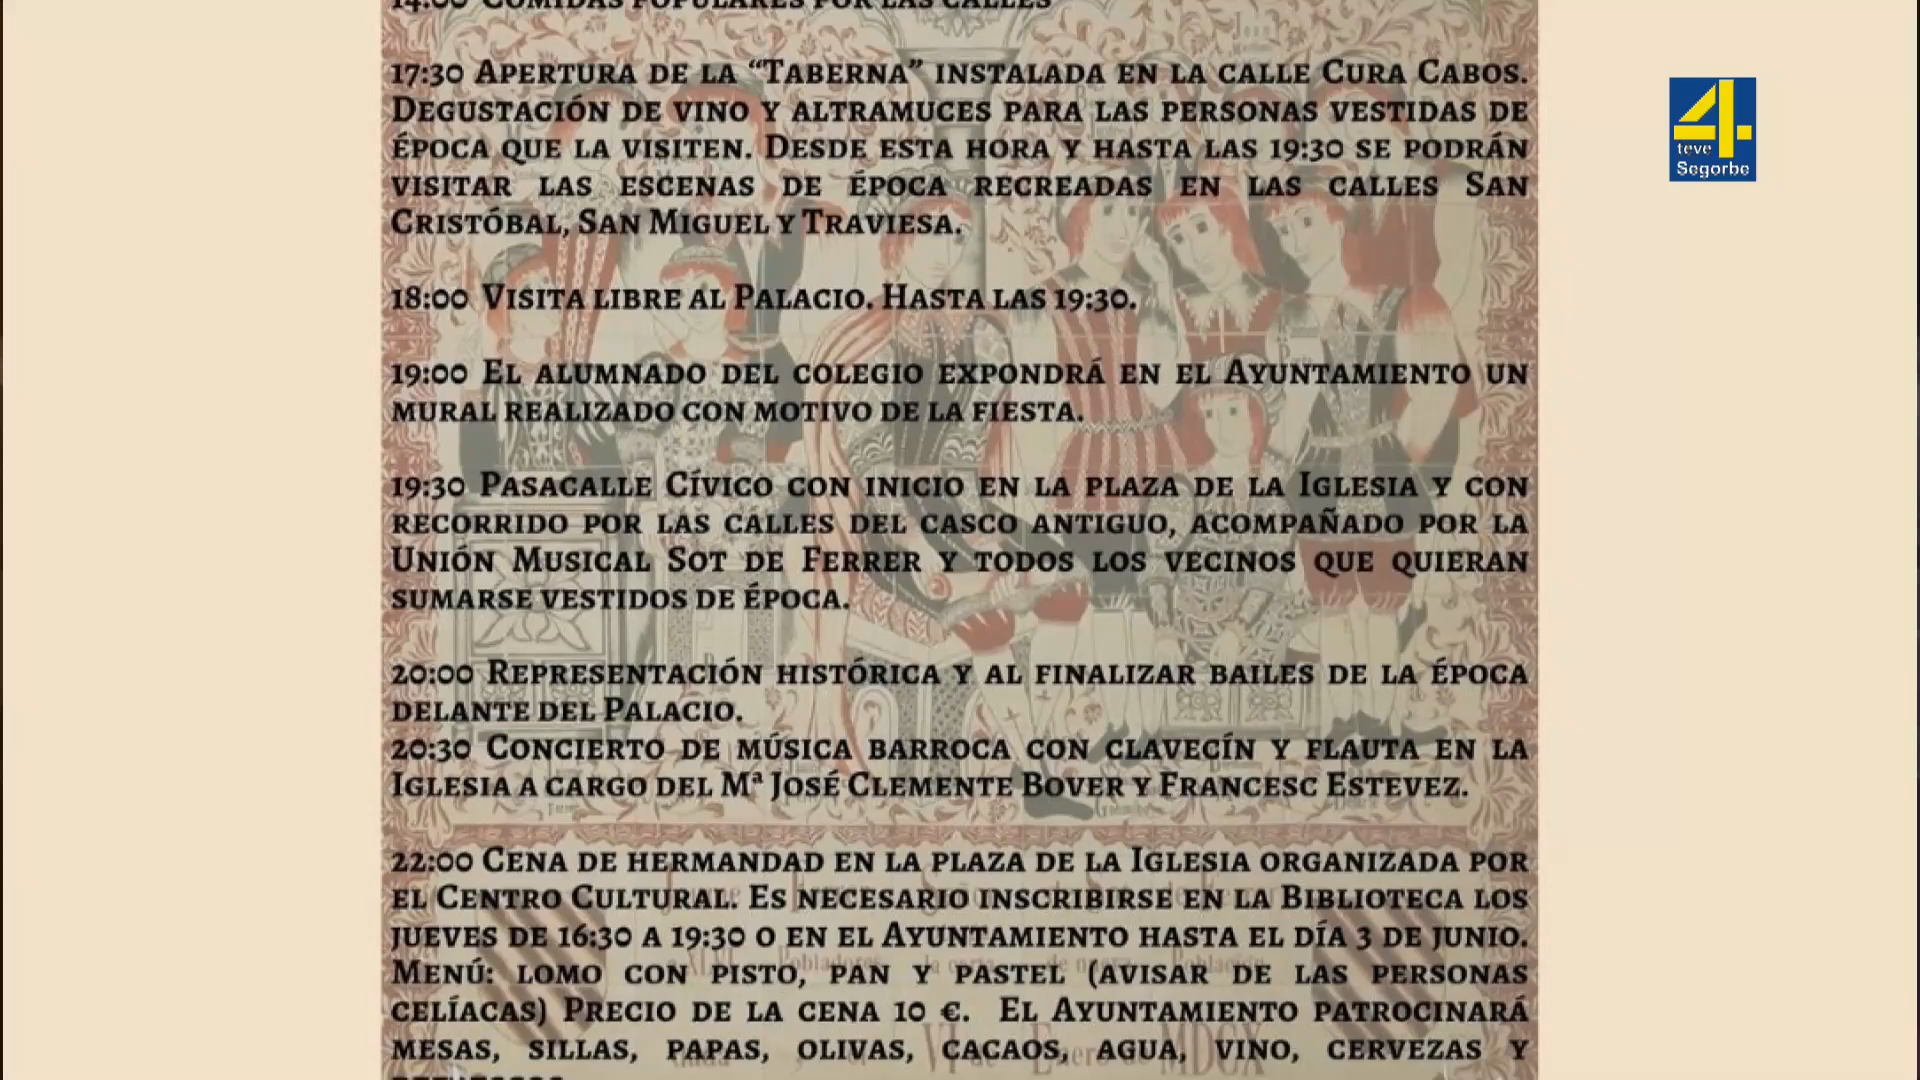 14:00 COMIDAS POPULARES POR LAS CALLES
17:30 APERTURA DE LA “TABERNA” INSTALADA EN LA CALLE CURA CABOS.
DEGUSTACIÓN DE VINO Y ALTRAMUCES PARA LAS PERSONAS VESTIDAS DE
ÉPOCA QUE LA VISITEN. DESDE ESTA HORA Y HASTA LAS 19:30 SE PODRÁN
VISITAR LAS ESCENAS DE ÉPOCA RECREADAS EN LAS CALLES SAN
CRISTÓBAL, SAN MIGUEL Y TRAVIESA.
18:00 VISITA LIBRE AL PALACIO. HASTA LAS 19:30.
19:00 EL ALUMNADO DEL COLEGIO EXPONDRÁ EN EL AYUNTAMIENTO UN
MURAL REALIZADO CON MOTIVO DE LA FIESTA.
19:30 PASACALLE CÍVICO CON INICIO EN LA PLAZA DE LA IGLESIA Y CON
RECORRIDO POR LAS CALLES DEL CASCO ANTIGUO, ACOMPAÑADO POR LA
UNIÓN MUSICAL SOT DE FERRER Y TODOS LOS VECINOS QUE QUIERAN
SUMARSE VESTIDOS DE ÉPOCA.
20:00 REPRESENTACIÓN HISTÓRICA Y AL FINALIZAR BAILES DE LA ÉPOCA
DELANTE DEL PALACIO.
20:30 CONCIERTO DE MÚSICA BARROCA CON CLAVECÍN Y FLAUTA EN LA
IGLESIA A CARGO DEL Mª JOSÉ CLEMENTE BOVER Y FRANCESC ESTEVEZ.
22:00 CENA DE HERMANDAD EN LA PLAZA DE LA IGLESIA ORGANIZADA POR
EL CENTRO CULTURAL. ES NECESARIO INSCRIBIRSE EN LA BIBLIOTECA LOS
JUEVES DE 16:30 A 19:30 O EN EL AYUNTAMIENTO HASTA EL DÍA 3 DE JUNIO.
MENÚ: LOMO CON PISTO, PAN Y PASTEL (AVISAR DE LAS PERSONAS
CELÍACAS) PRECIO DE LA CENA 10 €. EL AYUNTAMIENTO PATROCINARÁ
MESAS, SILLAS, PAPAS, OLIVAS, CACAOS, AGUA, VINO, CERVEZAS Y
4
teve
Segorbe